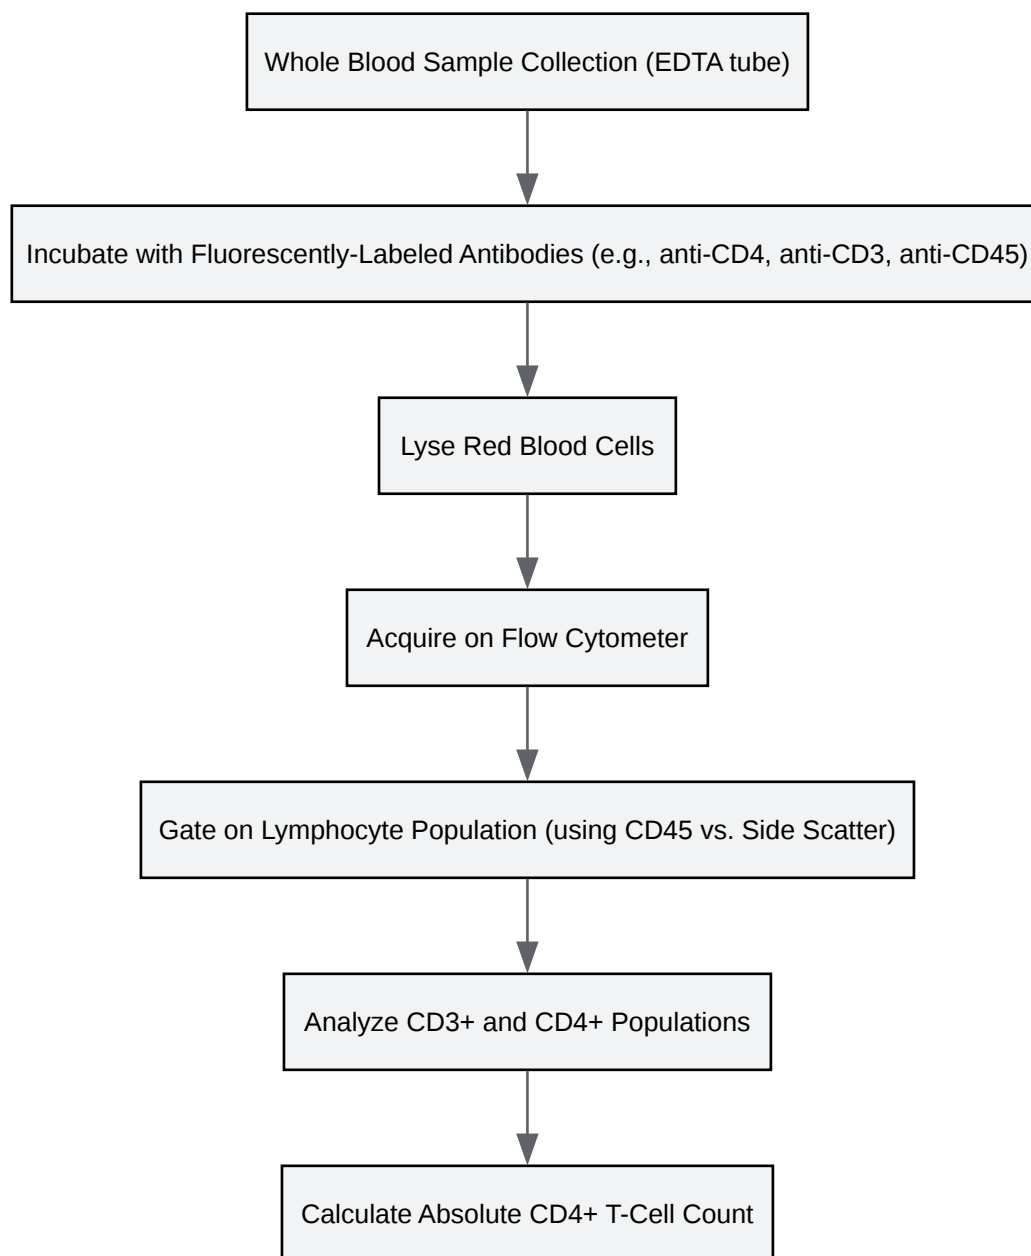 Whole Blood Sample Collection (EDTA tube)
Incubate with Fluorescently-Labeled Antibodies (e.g., anti-CD4, anti-CD3, anti-CD45)
Lyse Red Blood Cells
Acquire on Flow Cytometer
Gate on Lymphocyte Population (using CD45 vs. Side Scatter)
Analyze CD3+ and CD4+ Populations
Calculate Absolute CD4+ T-Cell Count